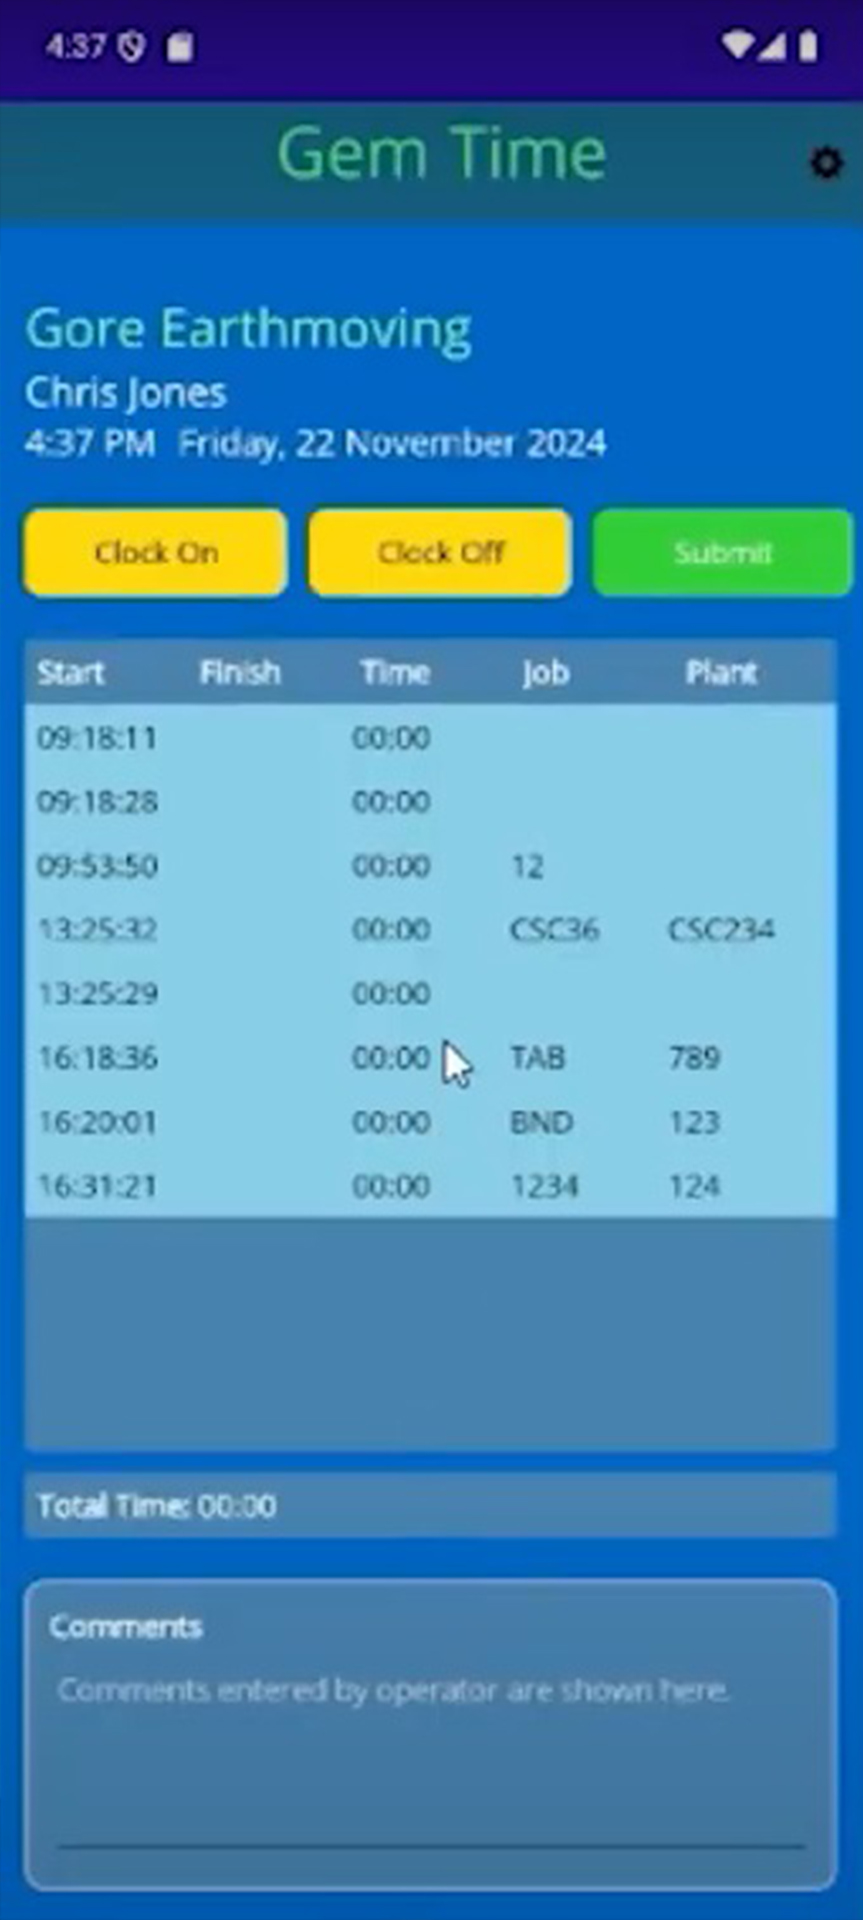 4:37
Gem Time
Gore Earthmoving
Chris Jones
4:37 PM Friday, 22 November 2024
Clock On Clock Off Submit
Start Finish Time Job Plant
09:18:11 00:00
09:18:28 00:00
09:53:50 00:00 12
13:25:32 00:00 CSC36 CSC234
13:25:29 00:00
16:18:36 00:00 TAB 789
16:20:01 00:00 BND 123
16:31:21 00:00 1234 124
Total Time: 00:00
Comments
Comments entered by operator are shown here.